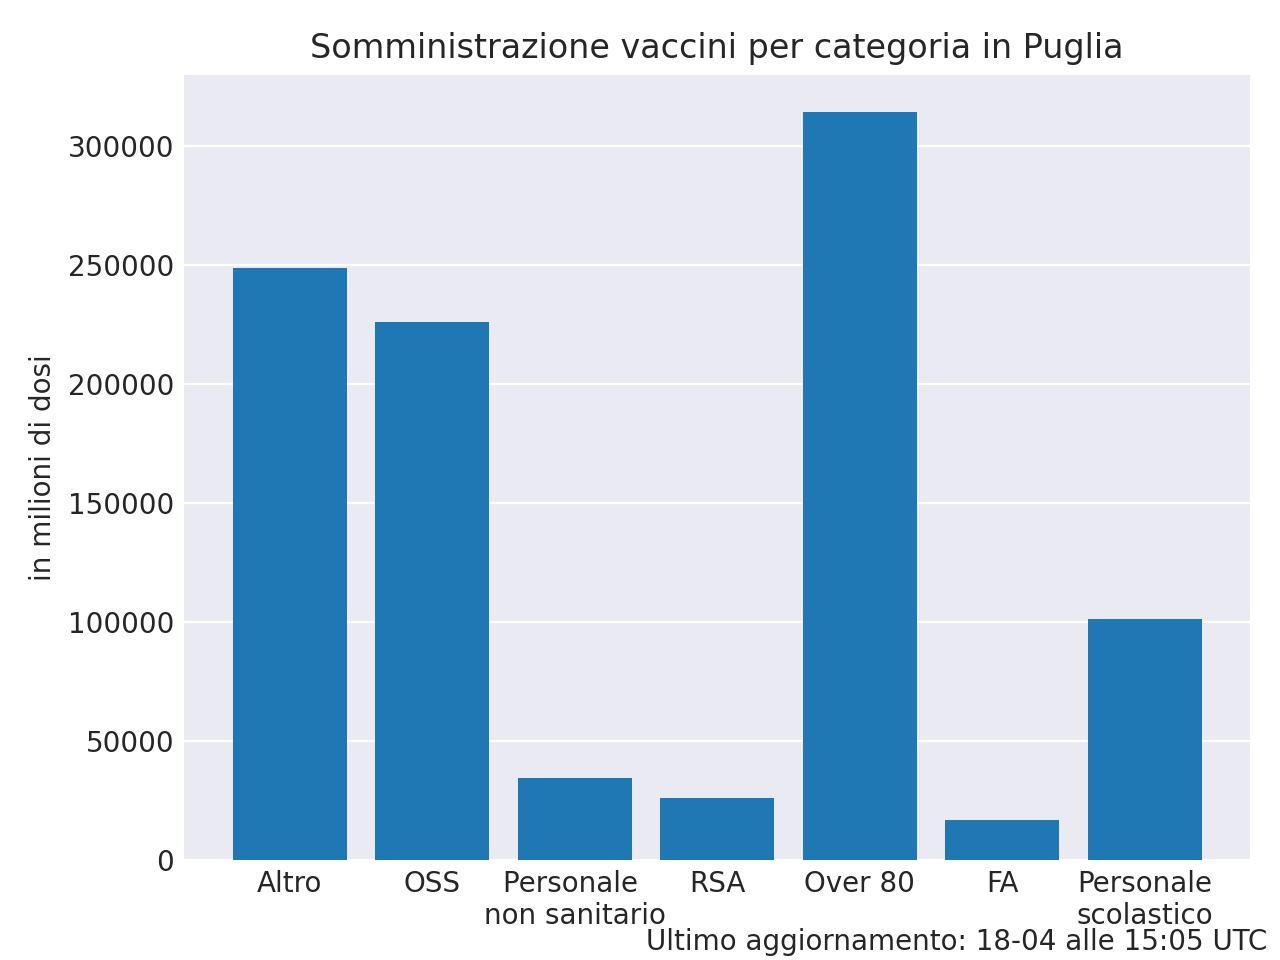 Somministrazione vaccini per categoria in Puglia
in milioni di dosi
300000
250000
200000
150000
100000
50000
0
Altro
OSS
Personale
non sanitario
RSA
Over 80
FA
Personale
scolastico
Ultimo aggiornamento: 18-04 alle 15:05 UTC